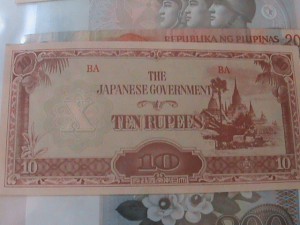 REPUBLIKA NG PILIPINAS
BA BA
THE
JAPANESE GOVERNMENT
TEN RUPEES
10 10 10